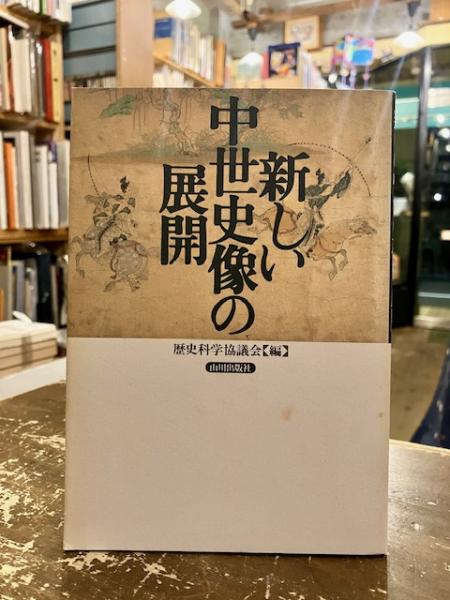 新しい
中世史像の
展開
歴史科学協議会【編】
山川出版社